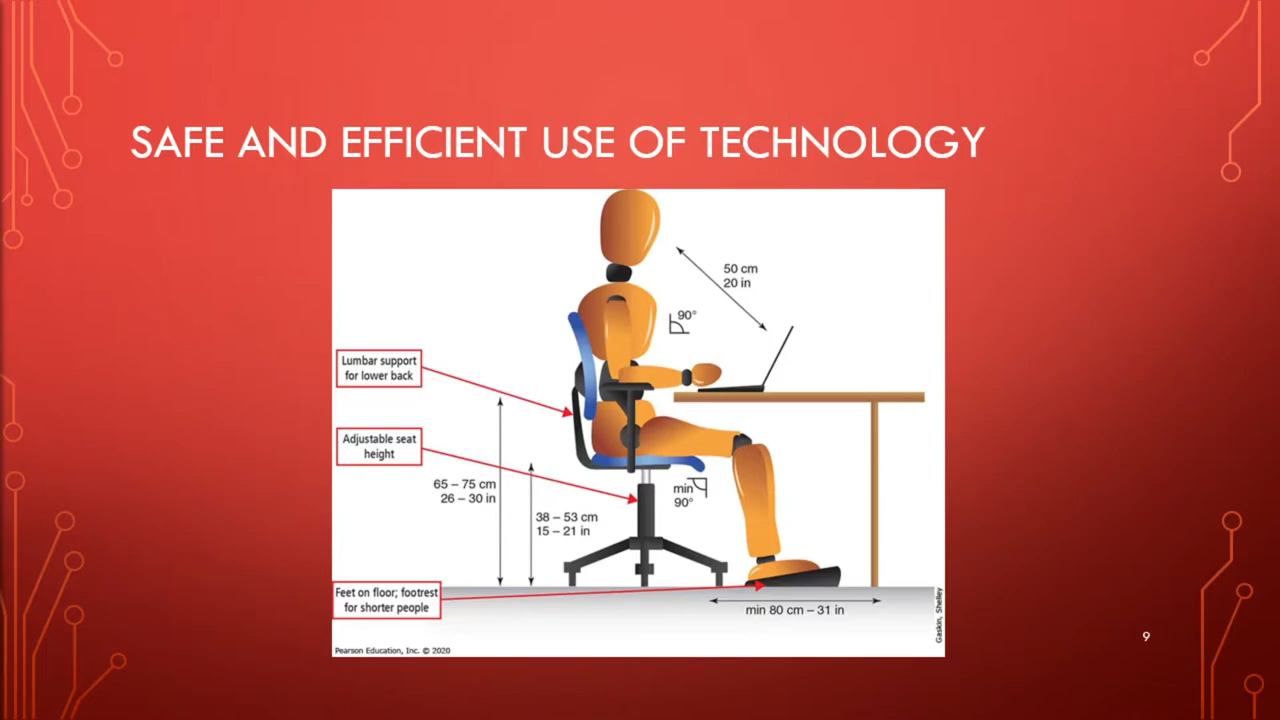 SAFE AND EFFICIENT USE OF TECHNOLOGY
50 cm
20 in
90°
Lumbar support
for lower back
Adjustable seat
height
65 – 75 cm
26 – 30 in
min
90°
38 – 53 cm
15 – 21 in
Feet on floor; footrest
for shorter people
min 80 cm – 31 in
Gaskin, Shelley
Pearson Education, Inc. © 2020
9